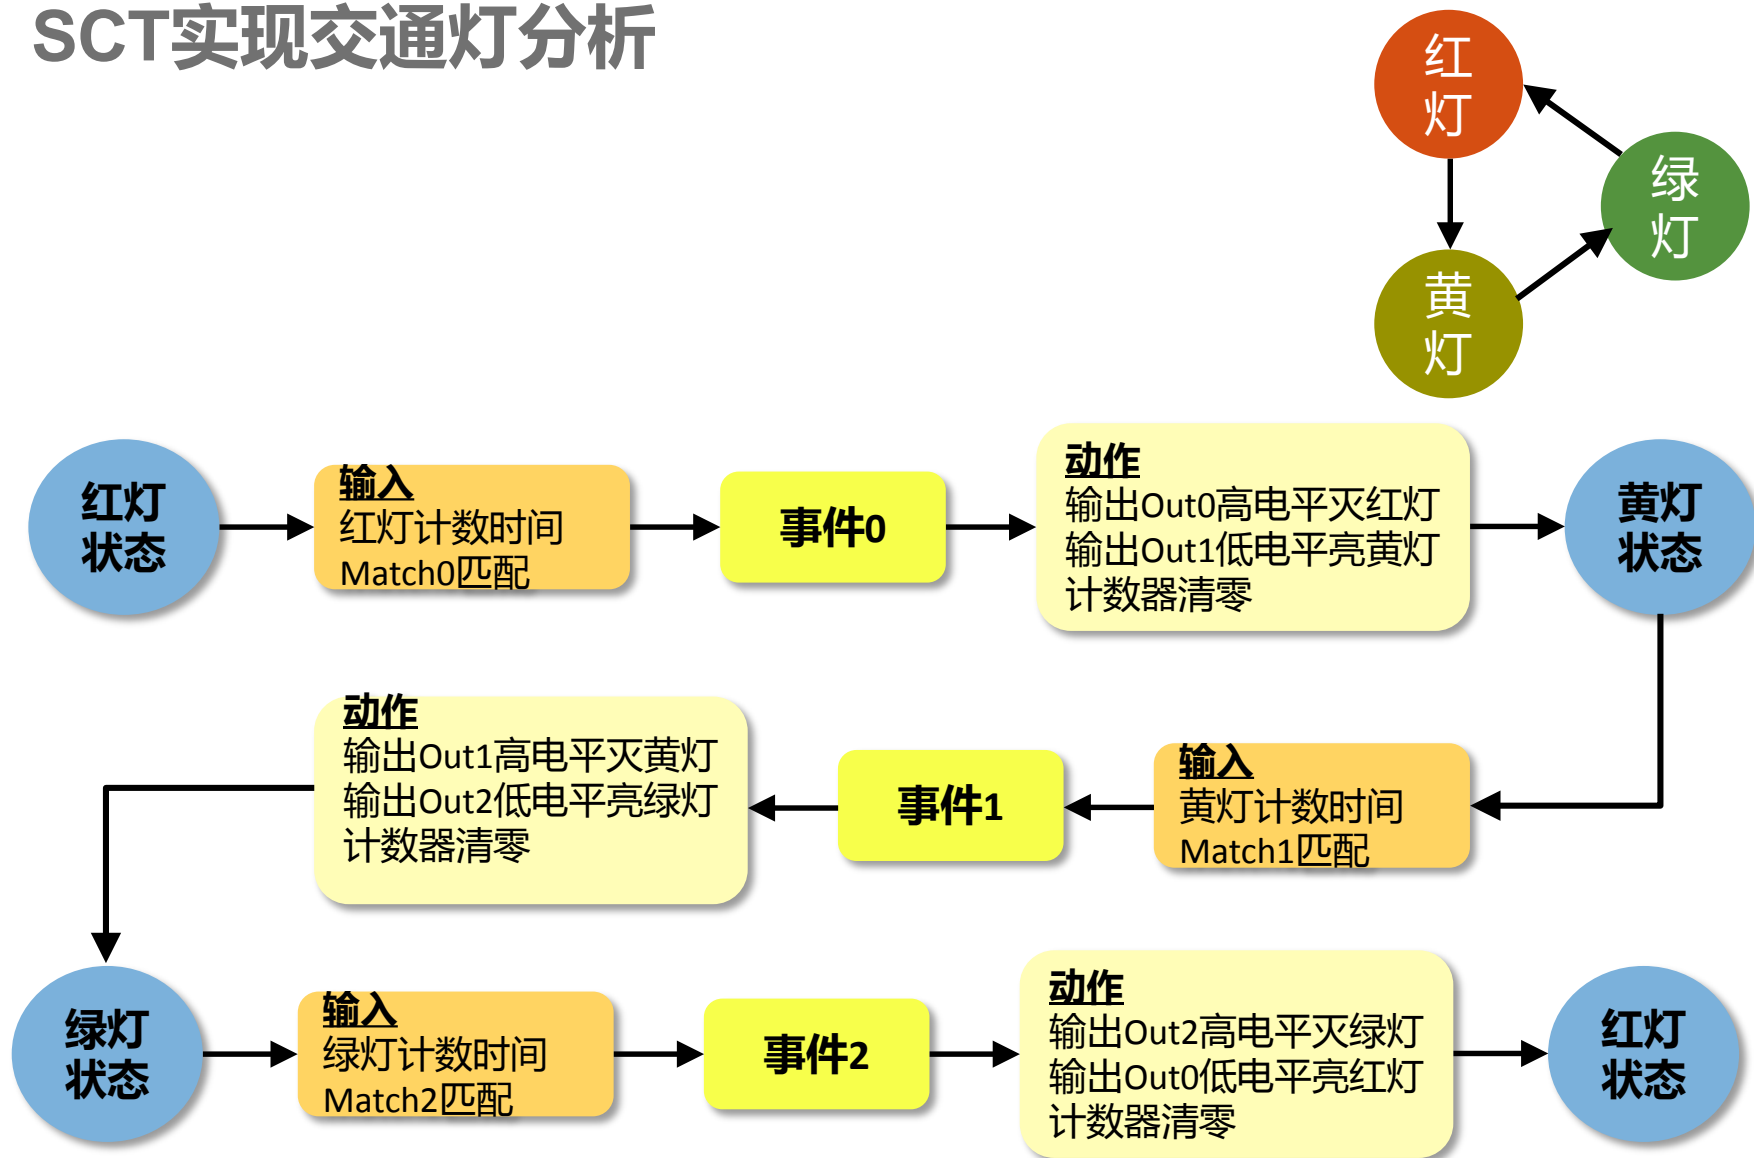 SCT实现交通灯分析
红
灯
绿
灯
黄
灯
红灯
状态
输入
红灯计数时间
Match0匹配
事件0
动作
输出Out0高电平灭红灯
输出Out1低电平亮黄灯
计数器清零
黄灯
状态
输入
黄灯计数时间
Match1匹配
事件1
动作
输出Out1高电平灭黄灯
输出Out2低电平亮绿灯
计数器清零
绿灯
状态
输入
绿灯计数时间
Match2匹配
事件2
动作
输出Out2高电平灭绿灯
输出Out0低电平亮红灯
计数器清零
红灯
状态